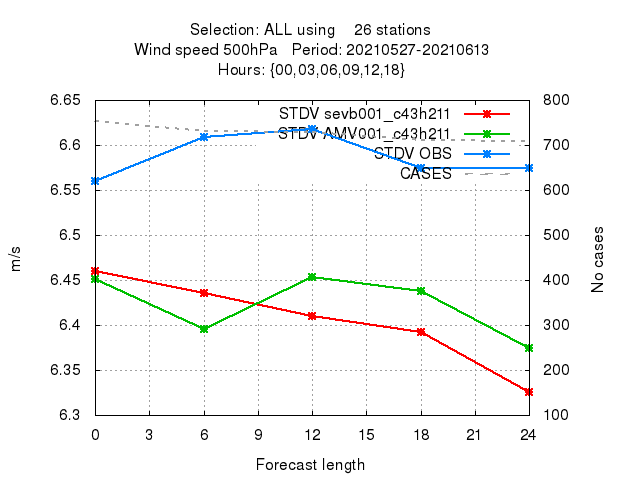 Selection: ALL using 26 stations
Wind speed 500hPa Period: 20210527-20210613
Hours: {00,03,06,09,12,18}
6.65 800
STDV sevb001_c43h211
STDV AMV001_c43h211
6.6 700
STDV OBS
CASES
6.55 600
6.5 500
m/s
No cases
6.45 400
6.4 300
6.35 200
6.3 100
0 3 6 9 12 15 18 21 24
Forecast length